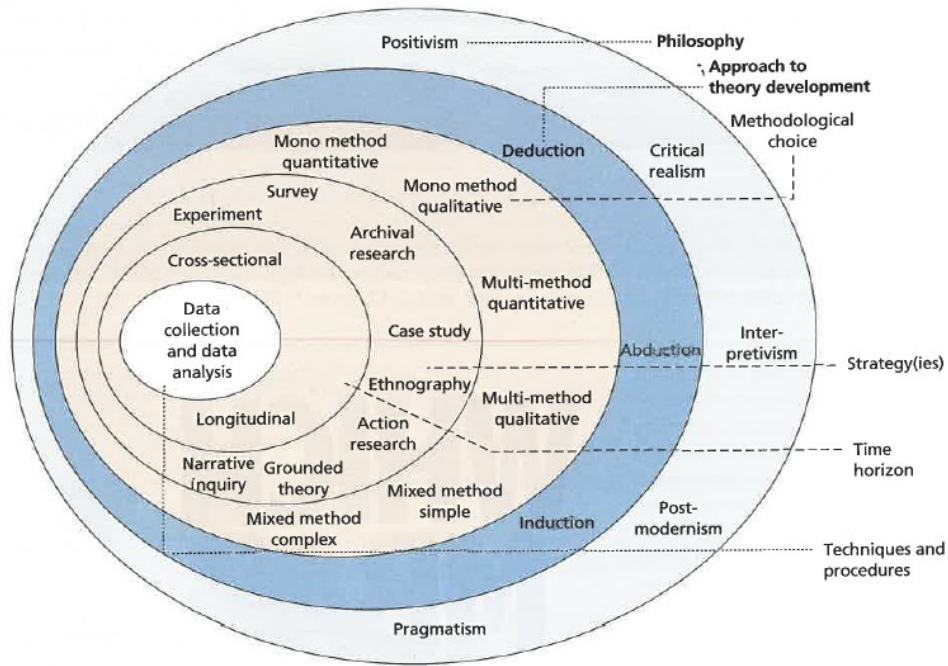 Positivism
Philosophy
Approach to
theory development
Methodological
choice
Mono method
quantitative
Deduction
Critical
realism
Mono method
qualitative
Survey
Experiment
Archival
research
Cross-sectional
Multi-method
quantitative
Data
collection
and data
analysis
Case study
Abduction
Inter-
pretivism
Strategy(ies)
Ethnography
Multi-method
qualitative
Longitudinal
Action
research
Time
horizon
Narrative
inquiry
Grounded
theory
Mixed method
simple
Mixed method
complex
Induction
Post-
modernism
Techniques and
procedures
Pragmatism